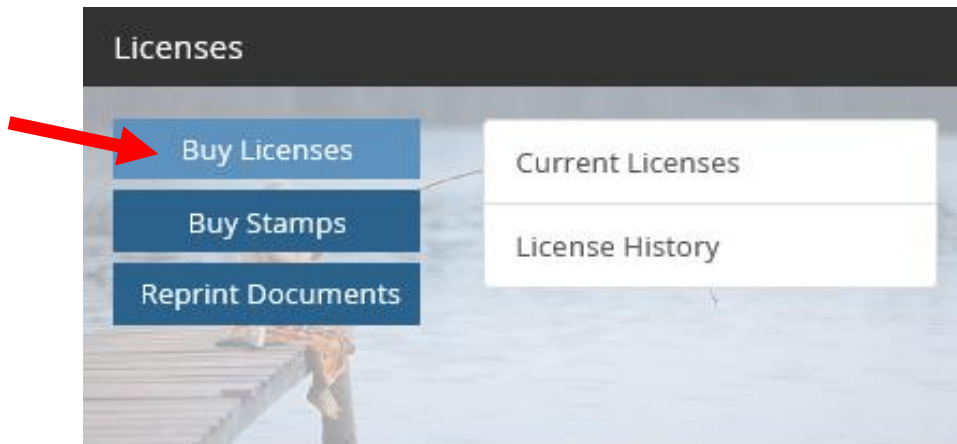 Licenses
Buy Licenses
Buy Stamps
Reprint Documents
Current Licenses
License History